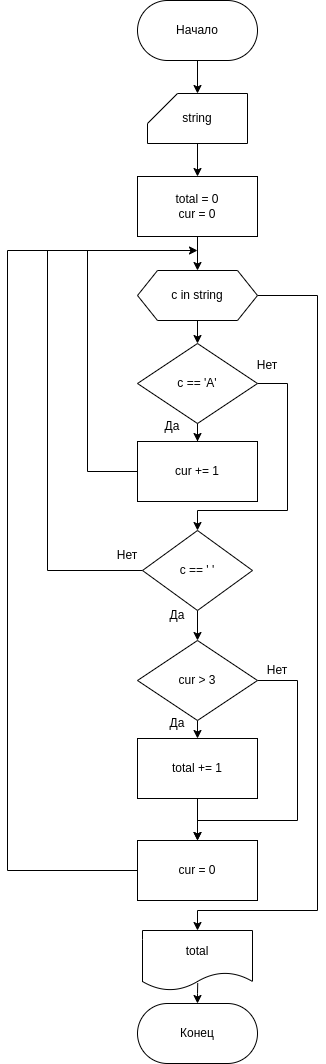 Начало
string
total = 0
cur = 0
c in string
c == 'A'
Нет
Да
cur += 1
c == ' '
Нет
Да
cur > 3
Нет
Да
total += 1
cur = 0
total
Конец